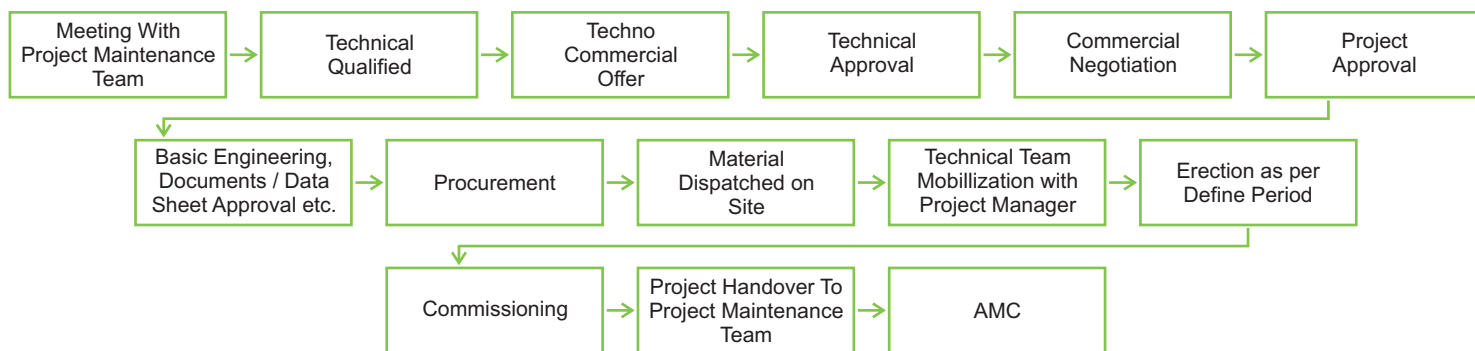 Meeting With
Project Maintenance
Team
Technical
Qualified
Techno
Commercial
Offer
Technical
Approval
Commercial
Negotiation
Project
Approval
Basic Engineering,
Documents / Data
Sheet Approval etc.
Procurement
Material
Dispatched on
Site
Technical Team
Mobillization with
Project Manager
Erection as per
Define Period
Commissioning
Project Handover To
Project Maintenance
Team
AMC